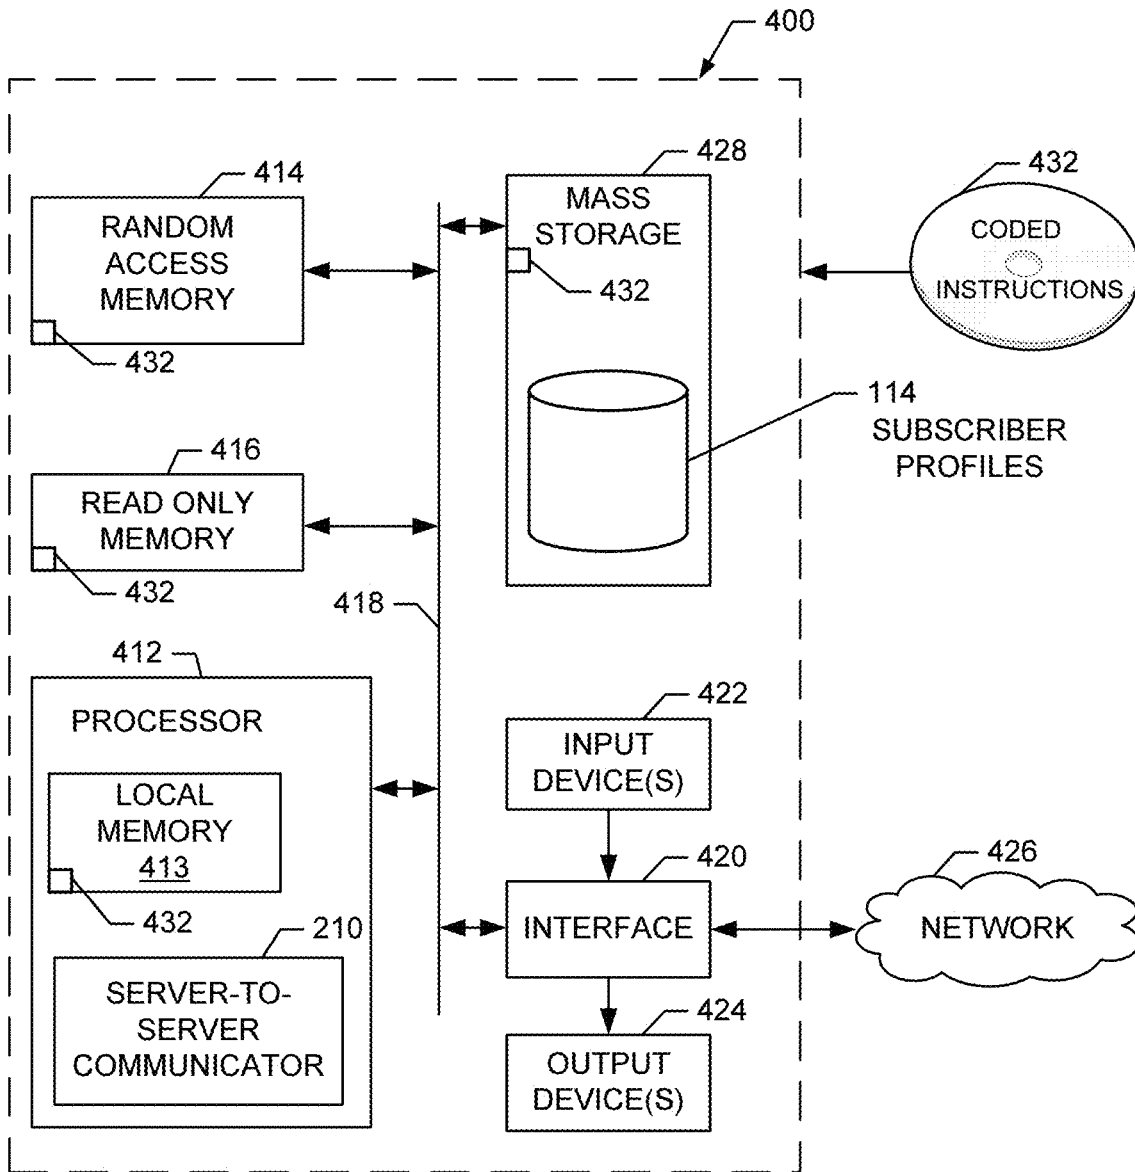 400
414
RANDOM
ACCESS
MEMORY
432
428
MASS
STORAGE
432
432
CODED
INSTRUCTIONS
114
SUBSCRIBER
PROFILES
416
READ ONLY
MEMORY
432
418
412
PROCESSOR
LOCAL
MEMORY
413
432
210
SERVER-TO-
SERVER
COMMUNICATOR
422
INPUT
DEVICE(S)
420
INTERFACE
426
NETWORK
424
OUTPUT
DEVICE(S)